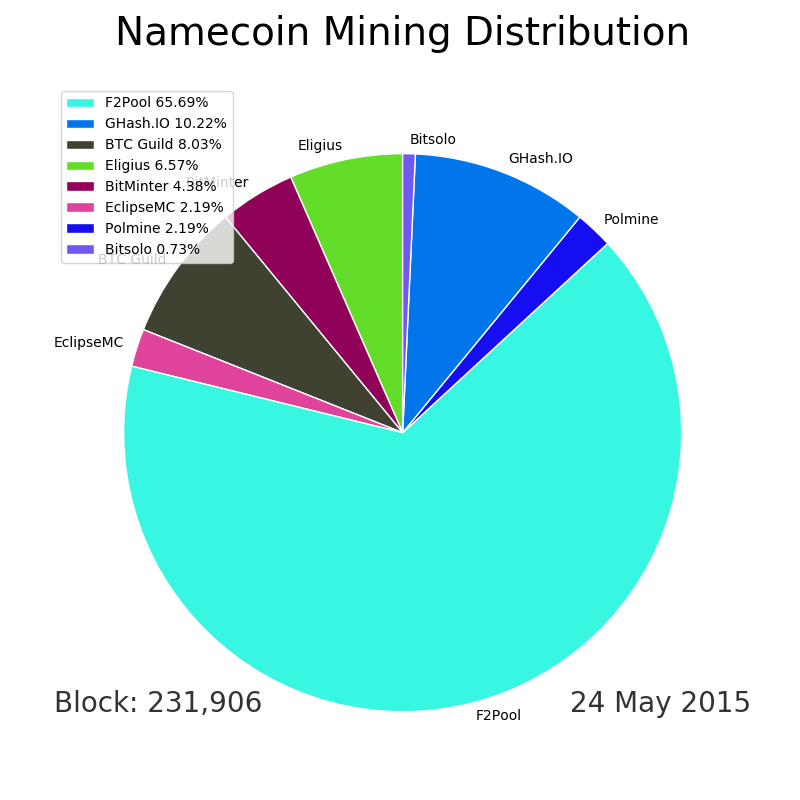 Namecoin Mining Distribution
F2Pool 65.69%
GHash.IO 10.22%
BTC Guild 8.03%
Eligius 6.57%
BitMinter 4.38%
EclipseMC 2.19%
Polmine 2.19%
Bitsolo 0.73%
Bitsolo
Eligius
GHash.IO
BitMinter
Polmine
BTC Guild
EclipseMC
Block: 231,906
24 May 2015
F2Pool